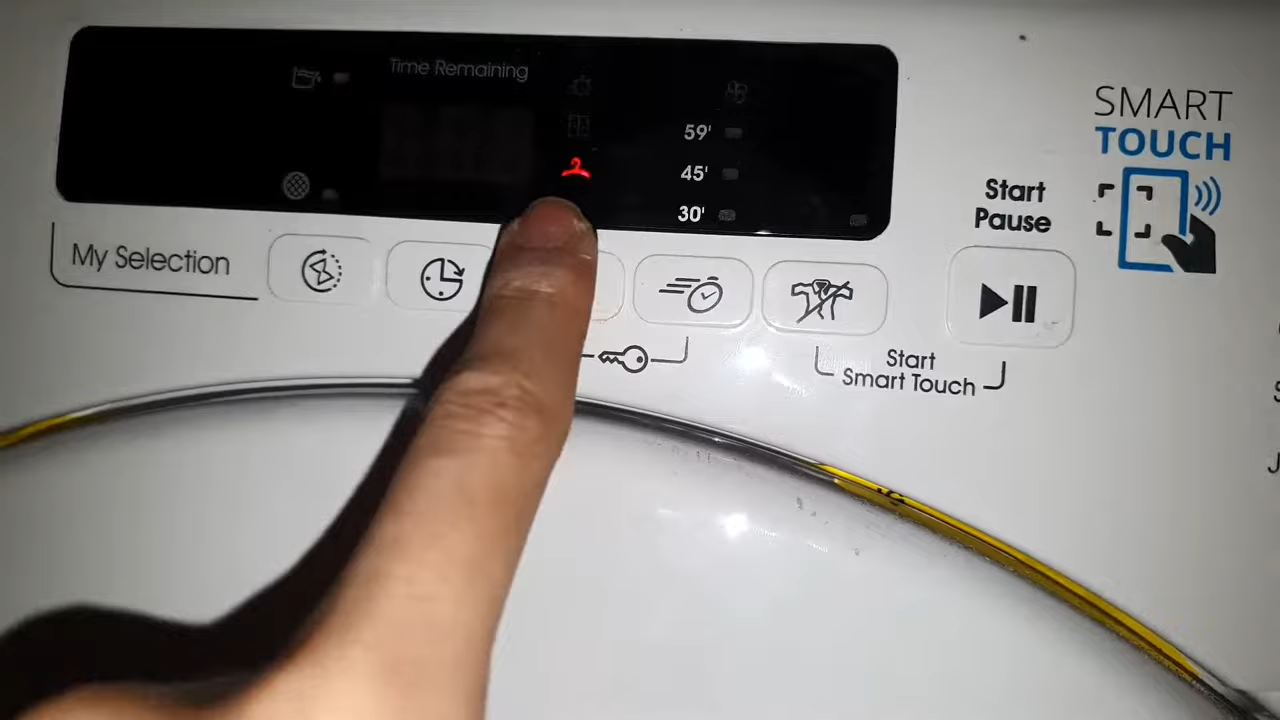 Time Remaining
59'
45'
30'
My Selection
Start
Pause
SMART
TOUCH
Start
Smart Touch